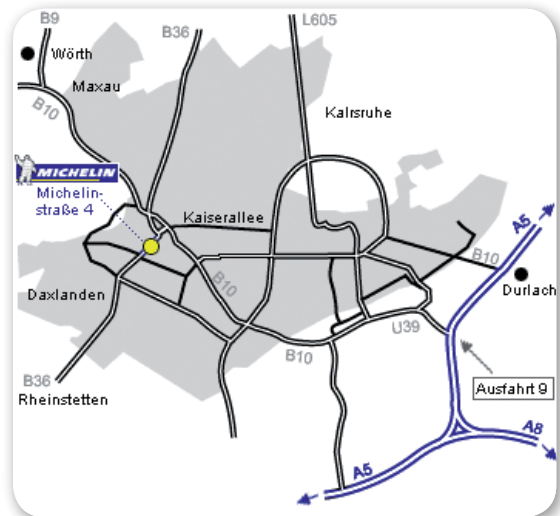 B9
B36
L605
Wörth
Maxau
B10
Kalrsruhe
MICHELIN
Michelin-
straße 4
Kaiserallee
A5
B10
Durlach
Daxlanden
B10
U39
B10
B36
Rheinstetten
Ausfahrt 9
A8
A5